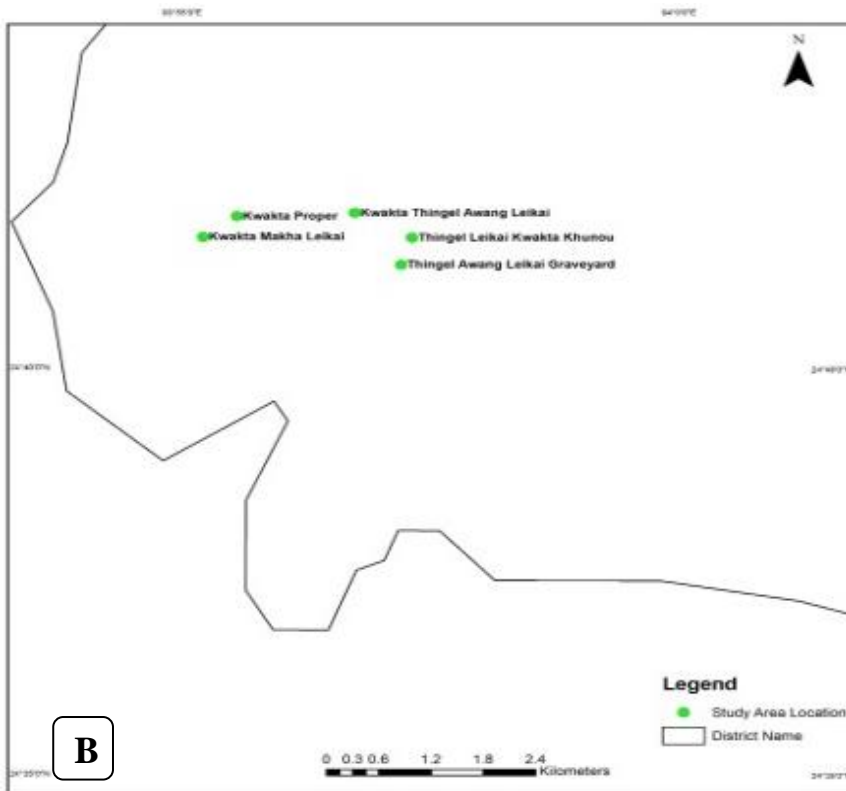 N
Kwakta Proper
Kwakta Thingel Awang Leikai
Kwakta Makha Leikai
Thingel Leikai Kwakta Khunou
Thingel Awang Leikai Graveyard
Legend
Study Area Location
District Name
B
0 0.3 0.6 1.2 1.8 2.4
Kilometers